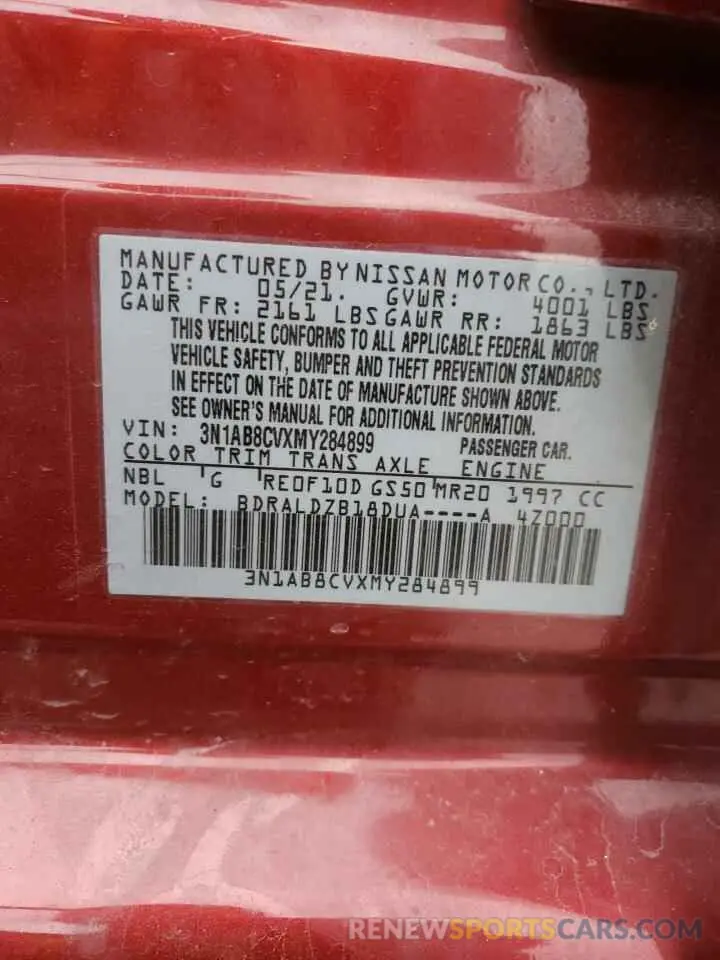 MANUFACTURED BY NISSAN MOTOR CO., LTD.
DATE: 05/21. GVWR: 4001 LBS
GAWR FR: 2161 LBS GAWR RR: 1863 LBS
THIS VEHICLE CONFORMS TO ALL APPLICABLE FEDERAL MOTOR
VEHICLE SAFETY, BUMPER AND THEFT PREVENTION STANDARDS
IN EFFECT ON THE DATE OF MANUFACTURE SHOWN ABOVE.
SEE OWNER'S MANUAL FOR ADDITIONAL INFORMATION.
VIN: 3N1AB8CVXMY284899 PASSENGER CAR.
COLOR TRIM TRANS AXLE ENGINE
NBL G RE0F10D GS50 MR20 1997 CC
MODEL: BDRALDZB18DUA----A 4Z000
3N1AB8CVXMY284899
RENEWSPORTSCARS.COM